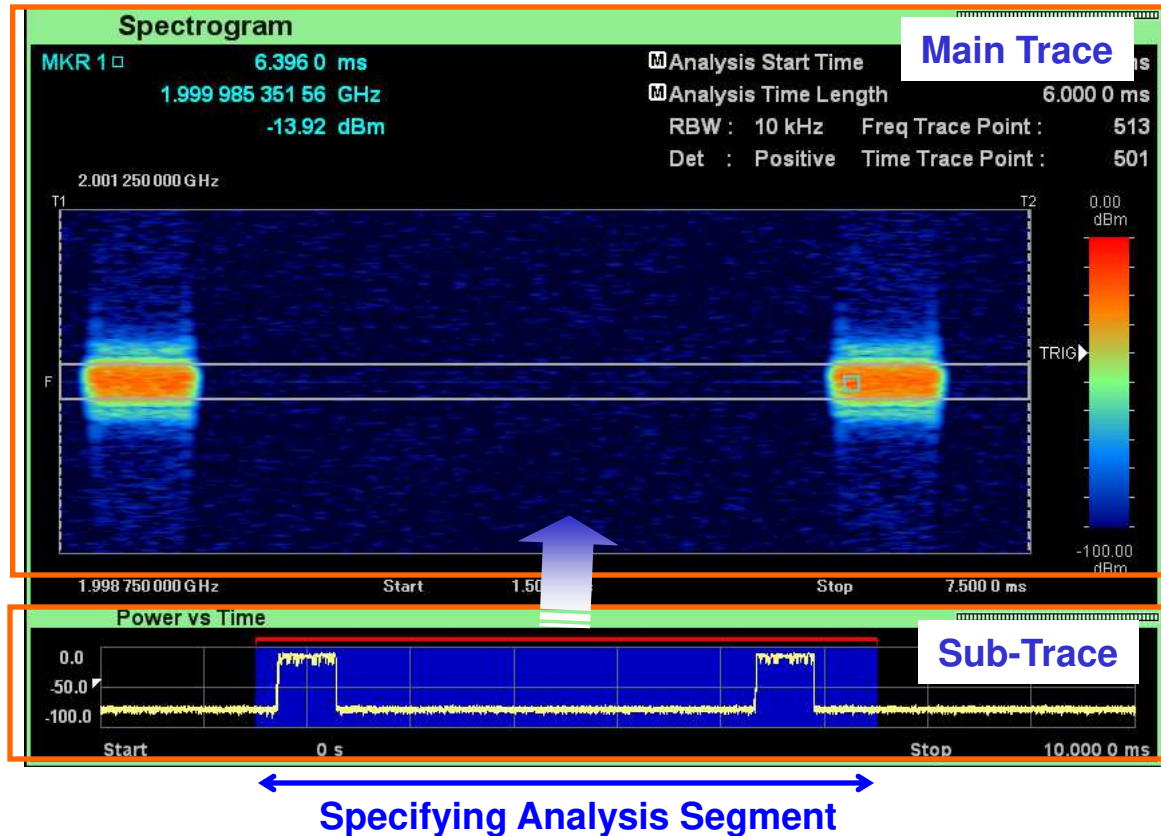 Spectrogram
Main Trace
MKR 1 6.396 0 ms
1.999 985 351 56 GHz
-13.92 dBm
M Analysis Start Time ms
M Analysis Time Length 6.000 0 ms
RBW : 10 kHz Freq Trace Point : 513
Det : Positive Time Trace Point : 501
2.001 250 000 GHz
T1 T2
0.00
dBm
TRIG
F
-100.00
dBm
1.998 750 000 GHz Start 1.50 Stop 7.500 0 ms
Power vs Time
Sub-Trace
0.0
-50.0
-100.0
Start 0 s Stop 10.000 0 ms
Specifying Analysis Segment